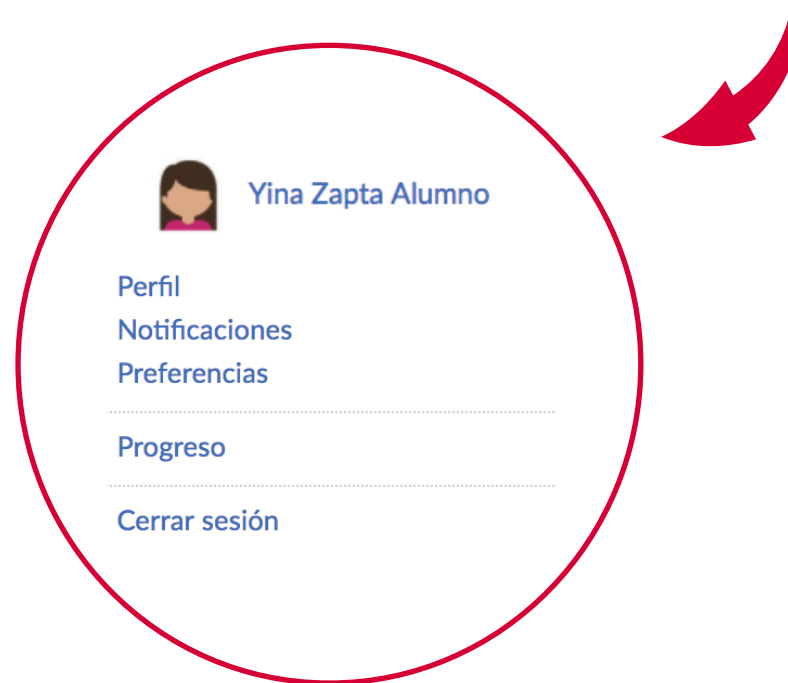 Yina Zapta Alumno
Perfil
Notificaciones
Preferencias
Progreso
Cerrar sesión